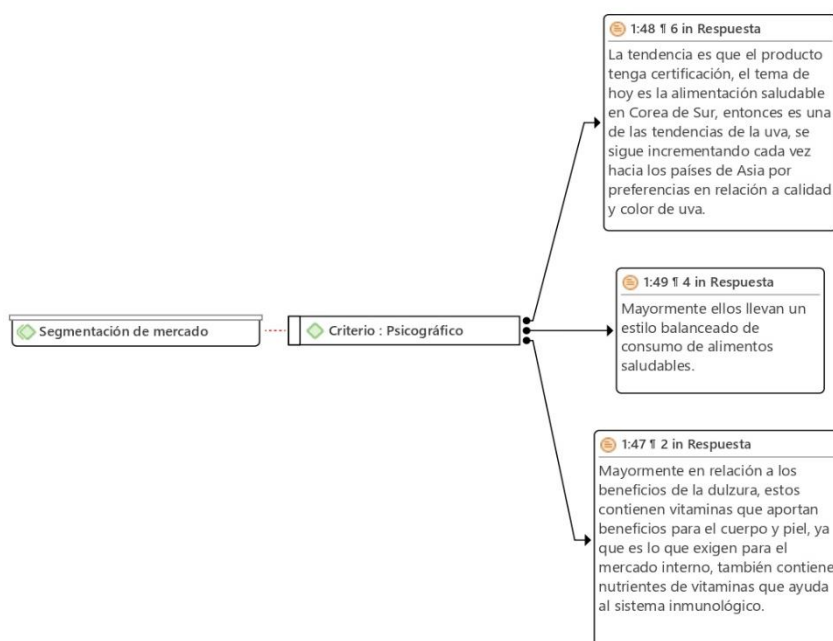 1:48 ¶ 6 in Respuesta
La tendencia es que el producto
tenga certificación, el tema de
hoy es la alimentación saludable
en Corea de Sur, entonces es una
de las tendencias de la uva, se
sigue incrementando cada vez
hacia los países de Asia por
preferencias en relación a calidad
y color de uva.
Segmentación de mercado
Criterio : Psicográfico
1:49 ¶ 4 in Respuesta
Mayormente ellos llevan un
estilo balanceado de
consumo de alimentos
saludables.
1:47 ¶ 2 in Respuesta
Mayormente en relación a los
beneficios de la dulzura, estos
contienen vitaminas que aportan
beneficios para el cuerpo y piel, ya
que es lo que exigen para el
mercado interno, también contiene
nutrientes de vitaminas que ayuda
al sistema inmunológico.